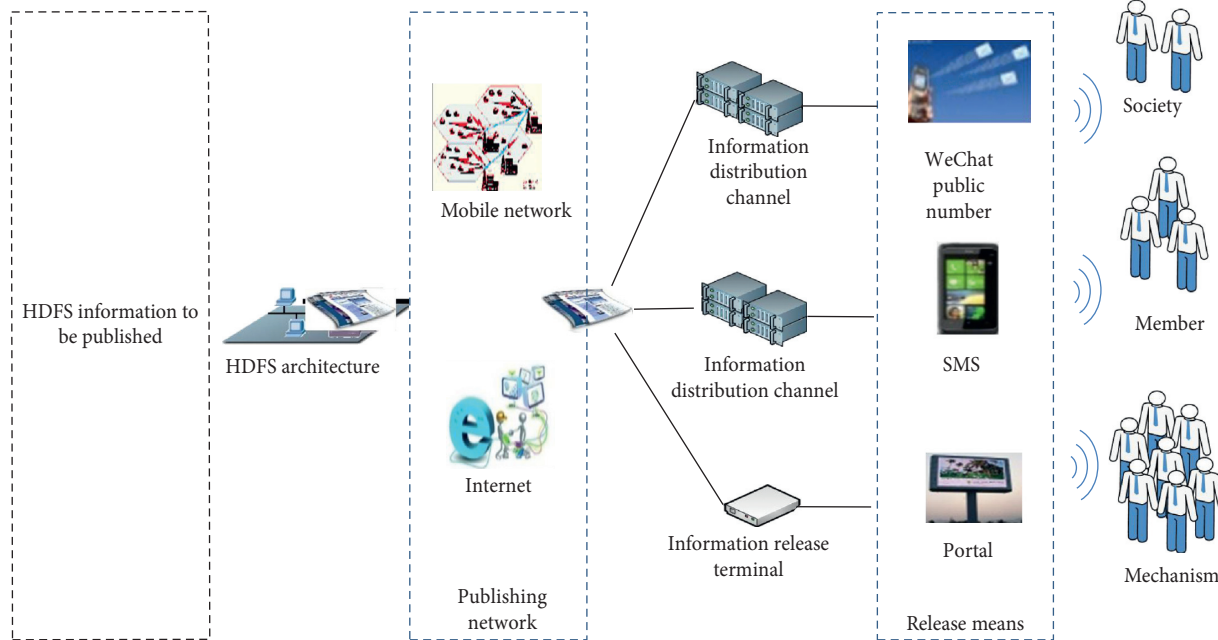 HDFS information to
be published
HDFS architecture
Mobile network
Internet
Publishing
network
Information
distribution
channel
Information
distribution channel
Information release
terminal
WeChat
public
number
SMS
Portal
Release means
Society
Member
Mechanism